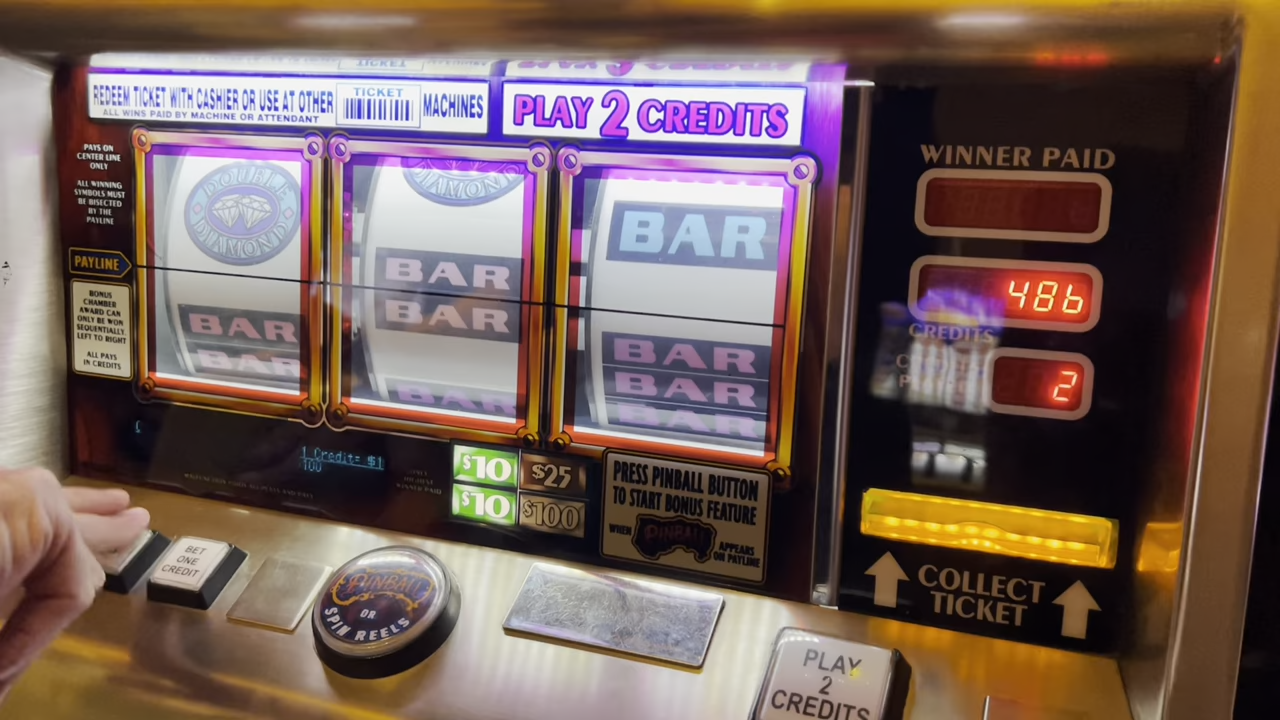 REDEEM TICKET WITH CASHIER OR USE AT OTHER
ALL WINS PAID BY MACHINE OR ATTENDANT
TICKET
MACHINES
PLAY 2 CREDITS
PAYS ON
CENTER LINE
ONLY
ALL WINNING
SYMBOLS MUST
BE BISECTED
BY THE
PAYLINE
PAYLINE
BONUS
CHAMBER
AWARD CAN
ONLY BE WON
SEQUENTIALLY.
LEFT TO RIGHT
ALL PAYS
IN CREDITS
DOUBLE
DIAMOND
BAR
BAR
DIAMOND
BAR
BAR
BAR
BAR
BAR
BAR
BAR
WINNER PAID
486
CREDITS
2
1 Credit= $1
$10
$25
$10
$100
PRESS PINBALL BUTTON
TO START BONUS FEATURE
WHEN
PINBALL
APPEARS
ON PAYLINE
COLLECT
TICKET
BET
ONE
CREDIT
PINBALL
OR
SPIN REELS
PLAY
2
CREDITS